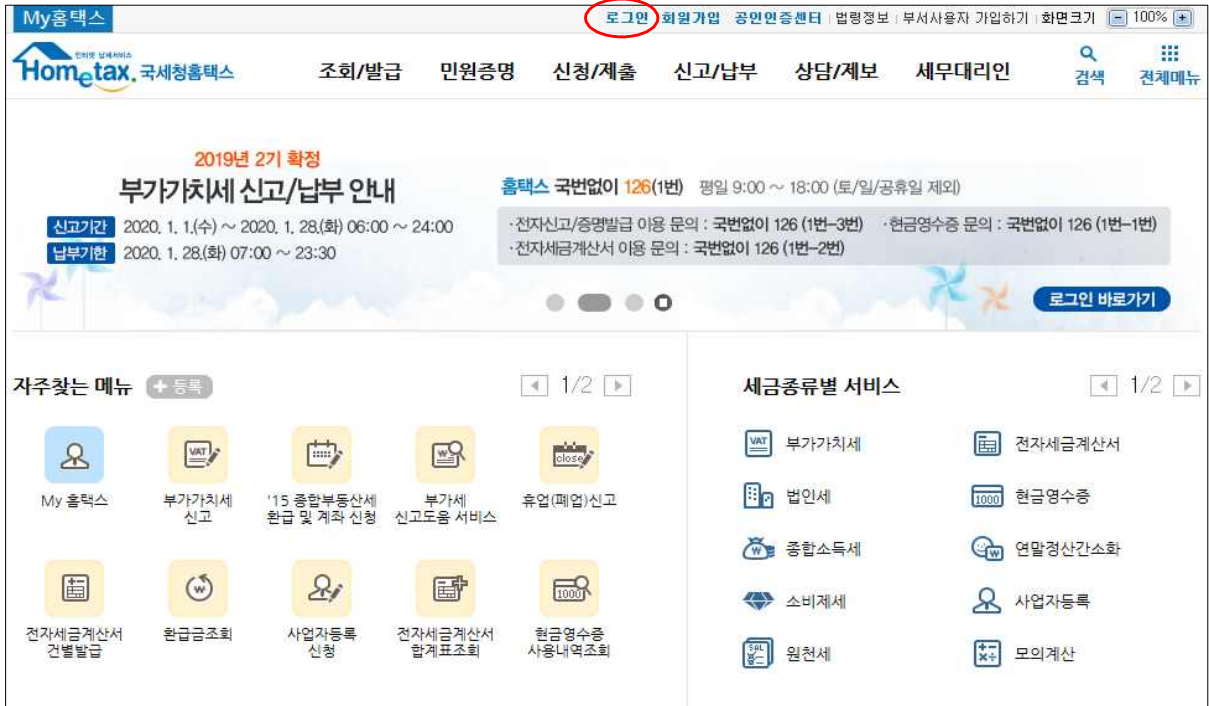 My홈택스
로그인 회원가입 공인인증센터 법령정보 부서사용자 가입하기 화면크기 - 100% +
인터넷 납세서비스
Hometax. 국세청홈택스
조회/발급 민원증명 신청/제출 신고/납부 상담/제보 세무대리인 검색 전체메뉴
2019년 2기 확정
부가가치세 신고/납부 안내
신고기간 2020. 1. 1.(수) ~ 2020. 1. 28.(화) 06:00 ~ 24:00
납부기한 2020. 1. 28.(화) 07:00 ~ 23:30
홈택스 국번없이 126(1번) 평일 9:00 ~ 18:00 (토/일/공휴일 제외)
·전자신고/증명발급 이용 문의 : 국번없이 126 (1번-3번) ·현금영수증 문의 : 국번없이 126 (1번-1번)
·전자세금계산서 이용 문의 : 국번없이 126 (1번-2번)
로그인 바로가기
자주찾는 메뉴 + 등록 1/2
VAT
close
My 홈택스
부가가치세
신고
'15 종합부동산세
환급 및 계좌 신청
부가세
신고도움 서비스
휴업(폐업)신고
1000
전자세금계산서
건별발급
환급금조회
사업자등록
신청
전자세금계산서
합계표조회
현금영수증
사용내역조회
세금종류별 서비스 1/2
VAT 부가가치세
전자세금계산서
법인세
1000 현금영수증
종합소득세
연말정산간소화
소비제세
사업자등록
SAL 원천세
모의계산